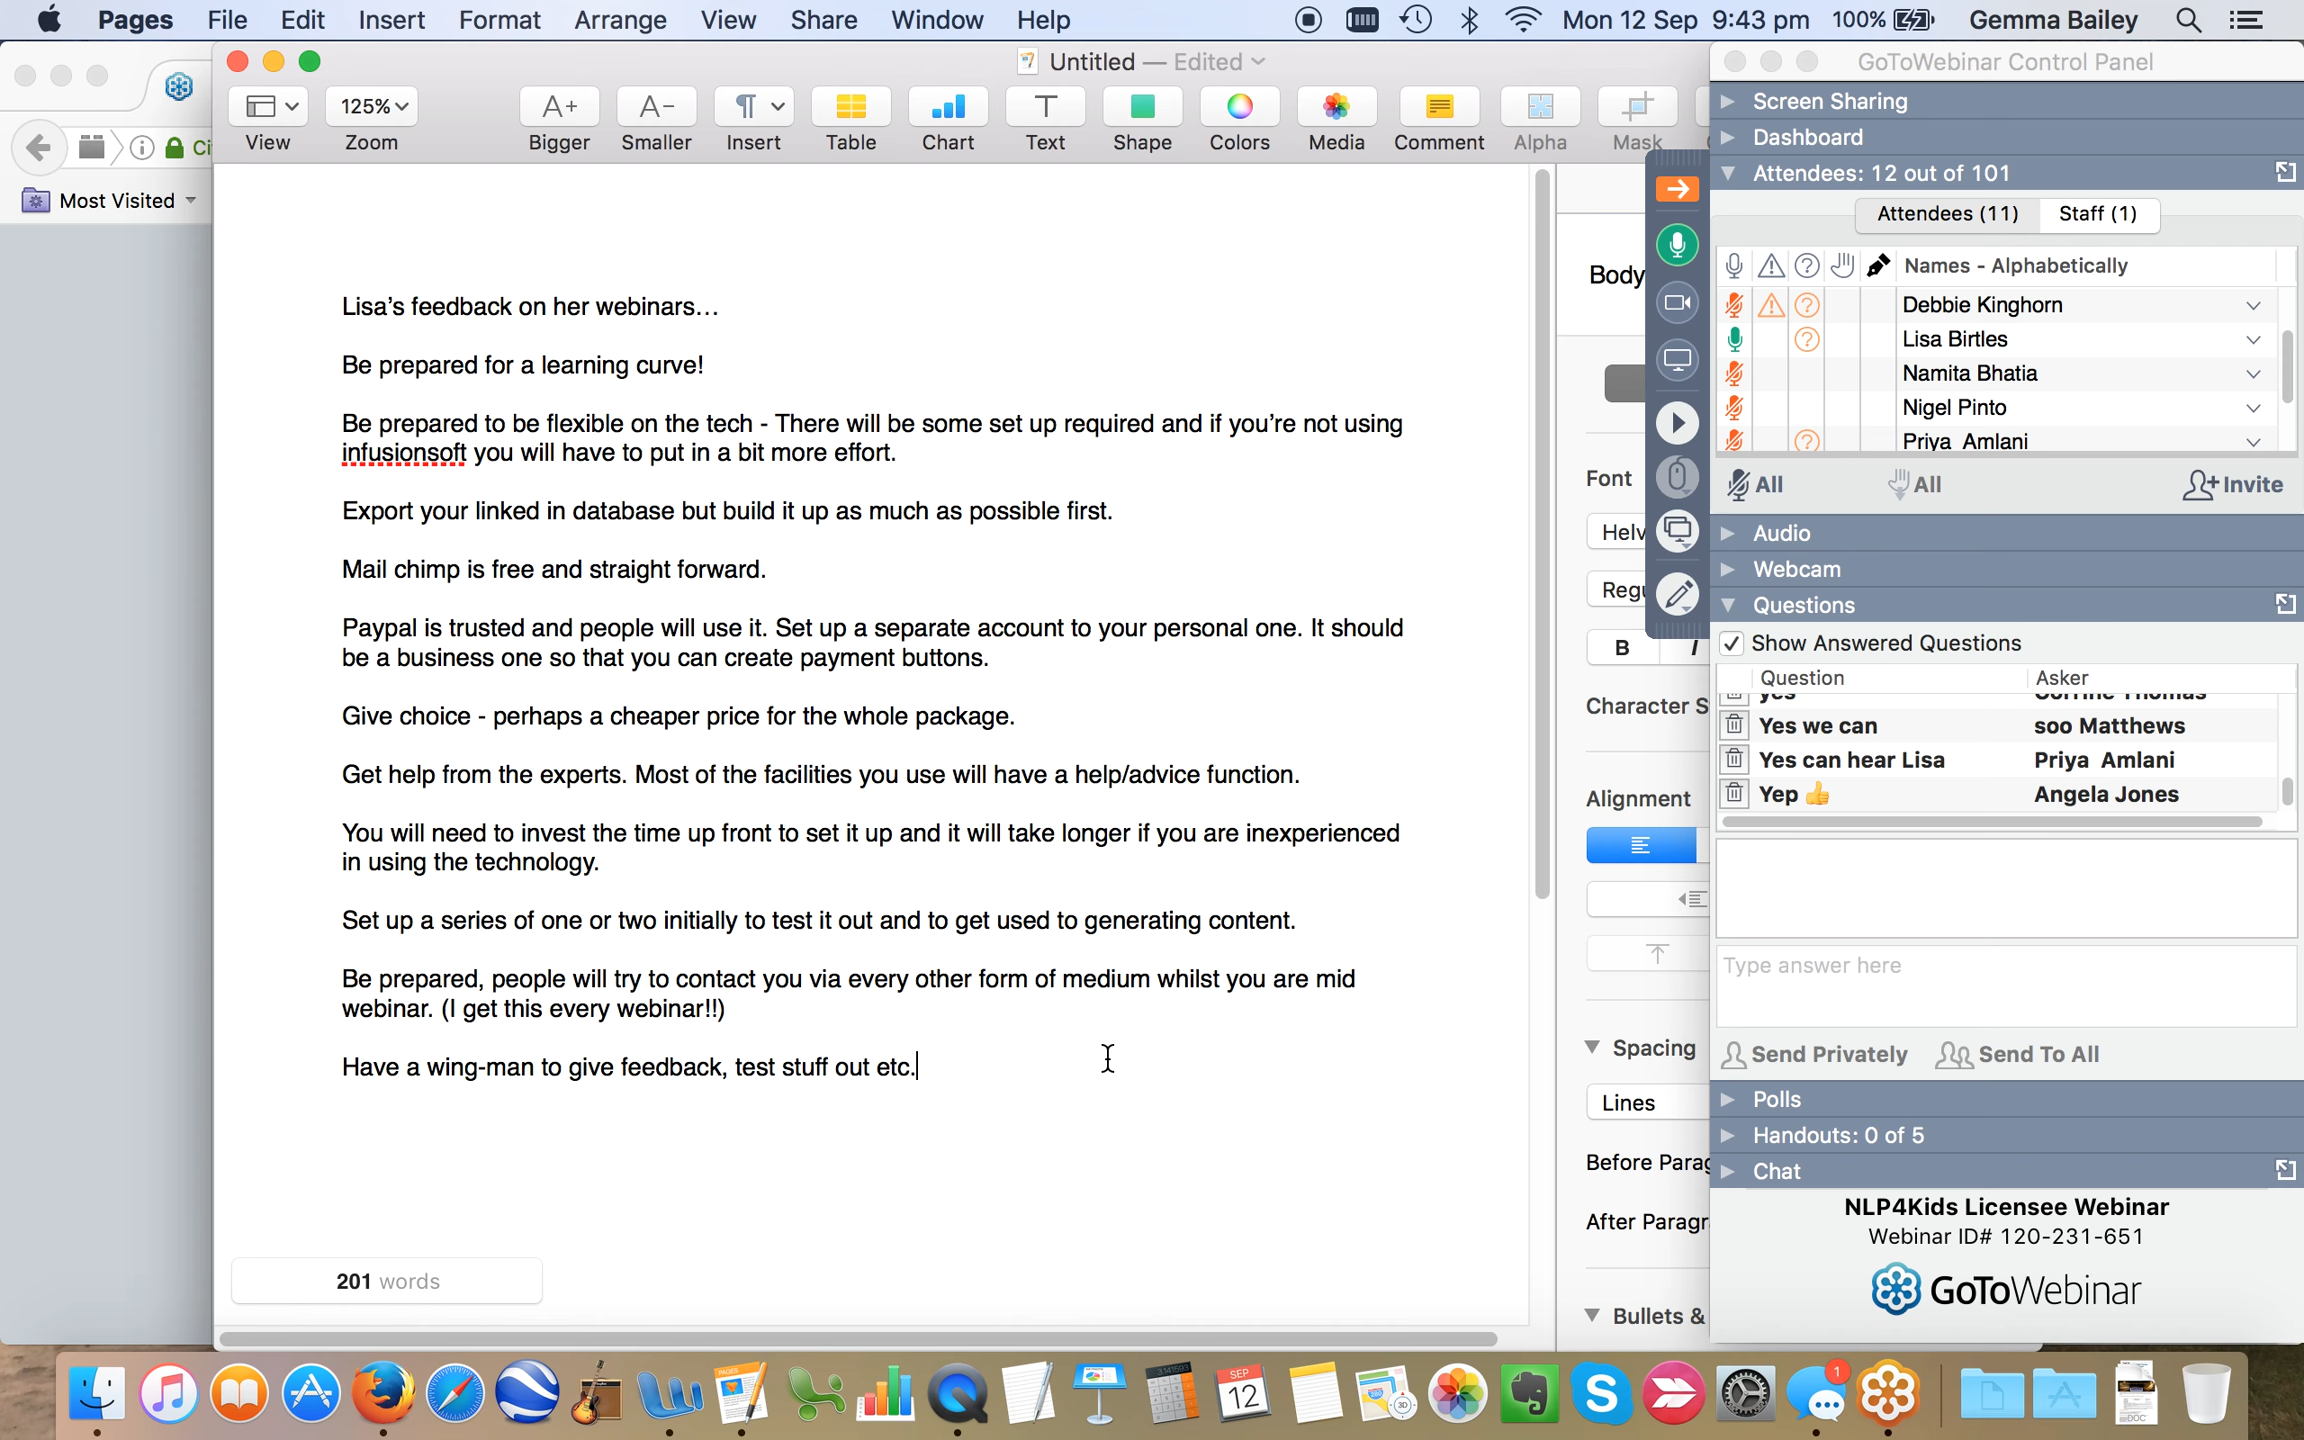 Pages File Edit Insert Format Arrange View Share Window Help Mon 12 Sep 9:43 pm 100% Gemma Bailey
Untitled — Edited
125%
View Zoom Bigger Smaller Insert Table Chart Text Shape Colors Media Comment Alpha Mask
Most Visited
Lisa's feedback on her webinars...
Be prepared for a learning curve!
Be prepared to be flexible on the tech - There will be some set up required and if you're not using
infusionsoft you will have to put in a bit more effort.
Export your linked in database but build it up as much as possible first.
Mail chimp is free and straight forward.
Paypal is trusted and people will use it. Set up a separate account to your personal one. It should
be a business one so that you can create payment buttons.
Give choice - perhaps a cheaper price for the whole package.
Get help from the experts. Most of the facilities you use will have a help/advice function.
You will need to invest the time up front to set it up and it will take longer if you are inexperienced
in using the technology.
Set up a series of one or two initially to test it out and to get used to generating content.
Be prepared, people will try to contact you via every other form of medium whilst you are mid
webinar. (I get this every webinar!!)
Have a wing-man to give feedback, test stuff out etc.
201 words
Body
Font
B I
Character
Alignment
Spacing
Lines
Before
After
Bullets &
GoToWebinar Control Panel
Screen Sharing
Dashboard
Attendees: 12 out of 101
Attendees (11) Staff (1)
Names - Alphabetically
Debbie Kinghorn
Lisa Birtles
Namita Bhatia
Nigel Pinto
Priya Amlani
All All Invite
Audio
Webcam
Questions
Show Answered Questions
Question Asker
Yes we can soo Matthews
Yes can hear Lisa Priya Amlani
Yep 👍 Angela Jones
Type answer here
Send Privately Send To All
Polls
Handouts: 0 of 5
Chat
NLP4Kids Licensee Webinar
Webinar ID# 120-231-651
GoToWebinar
SEP
12
1